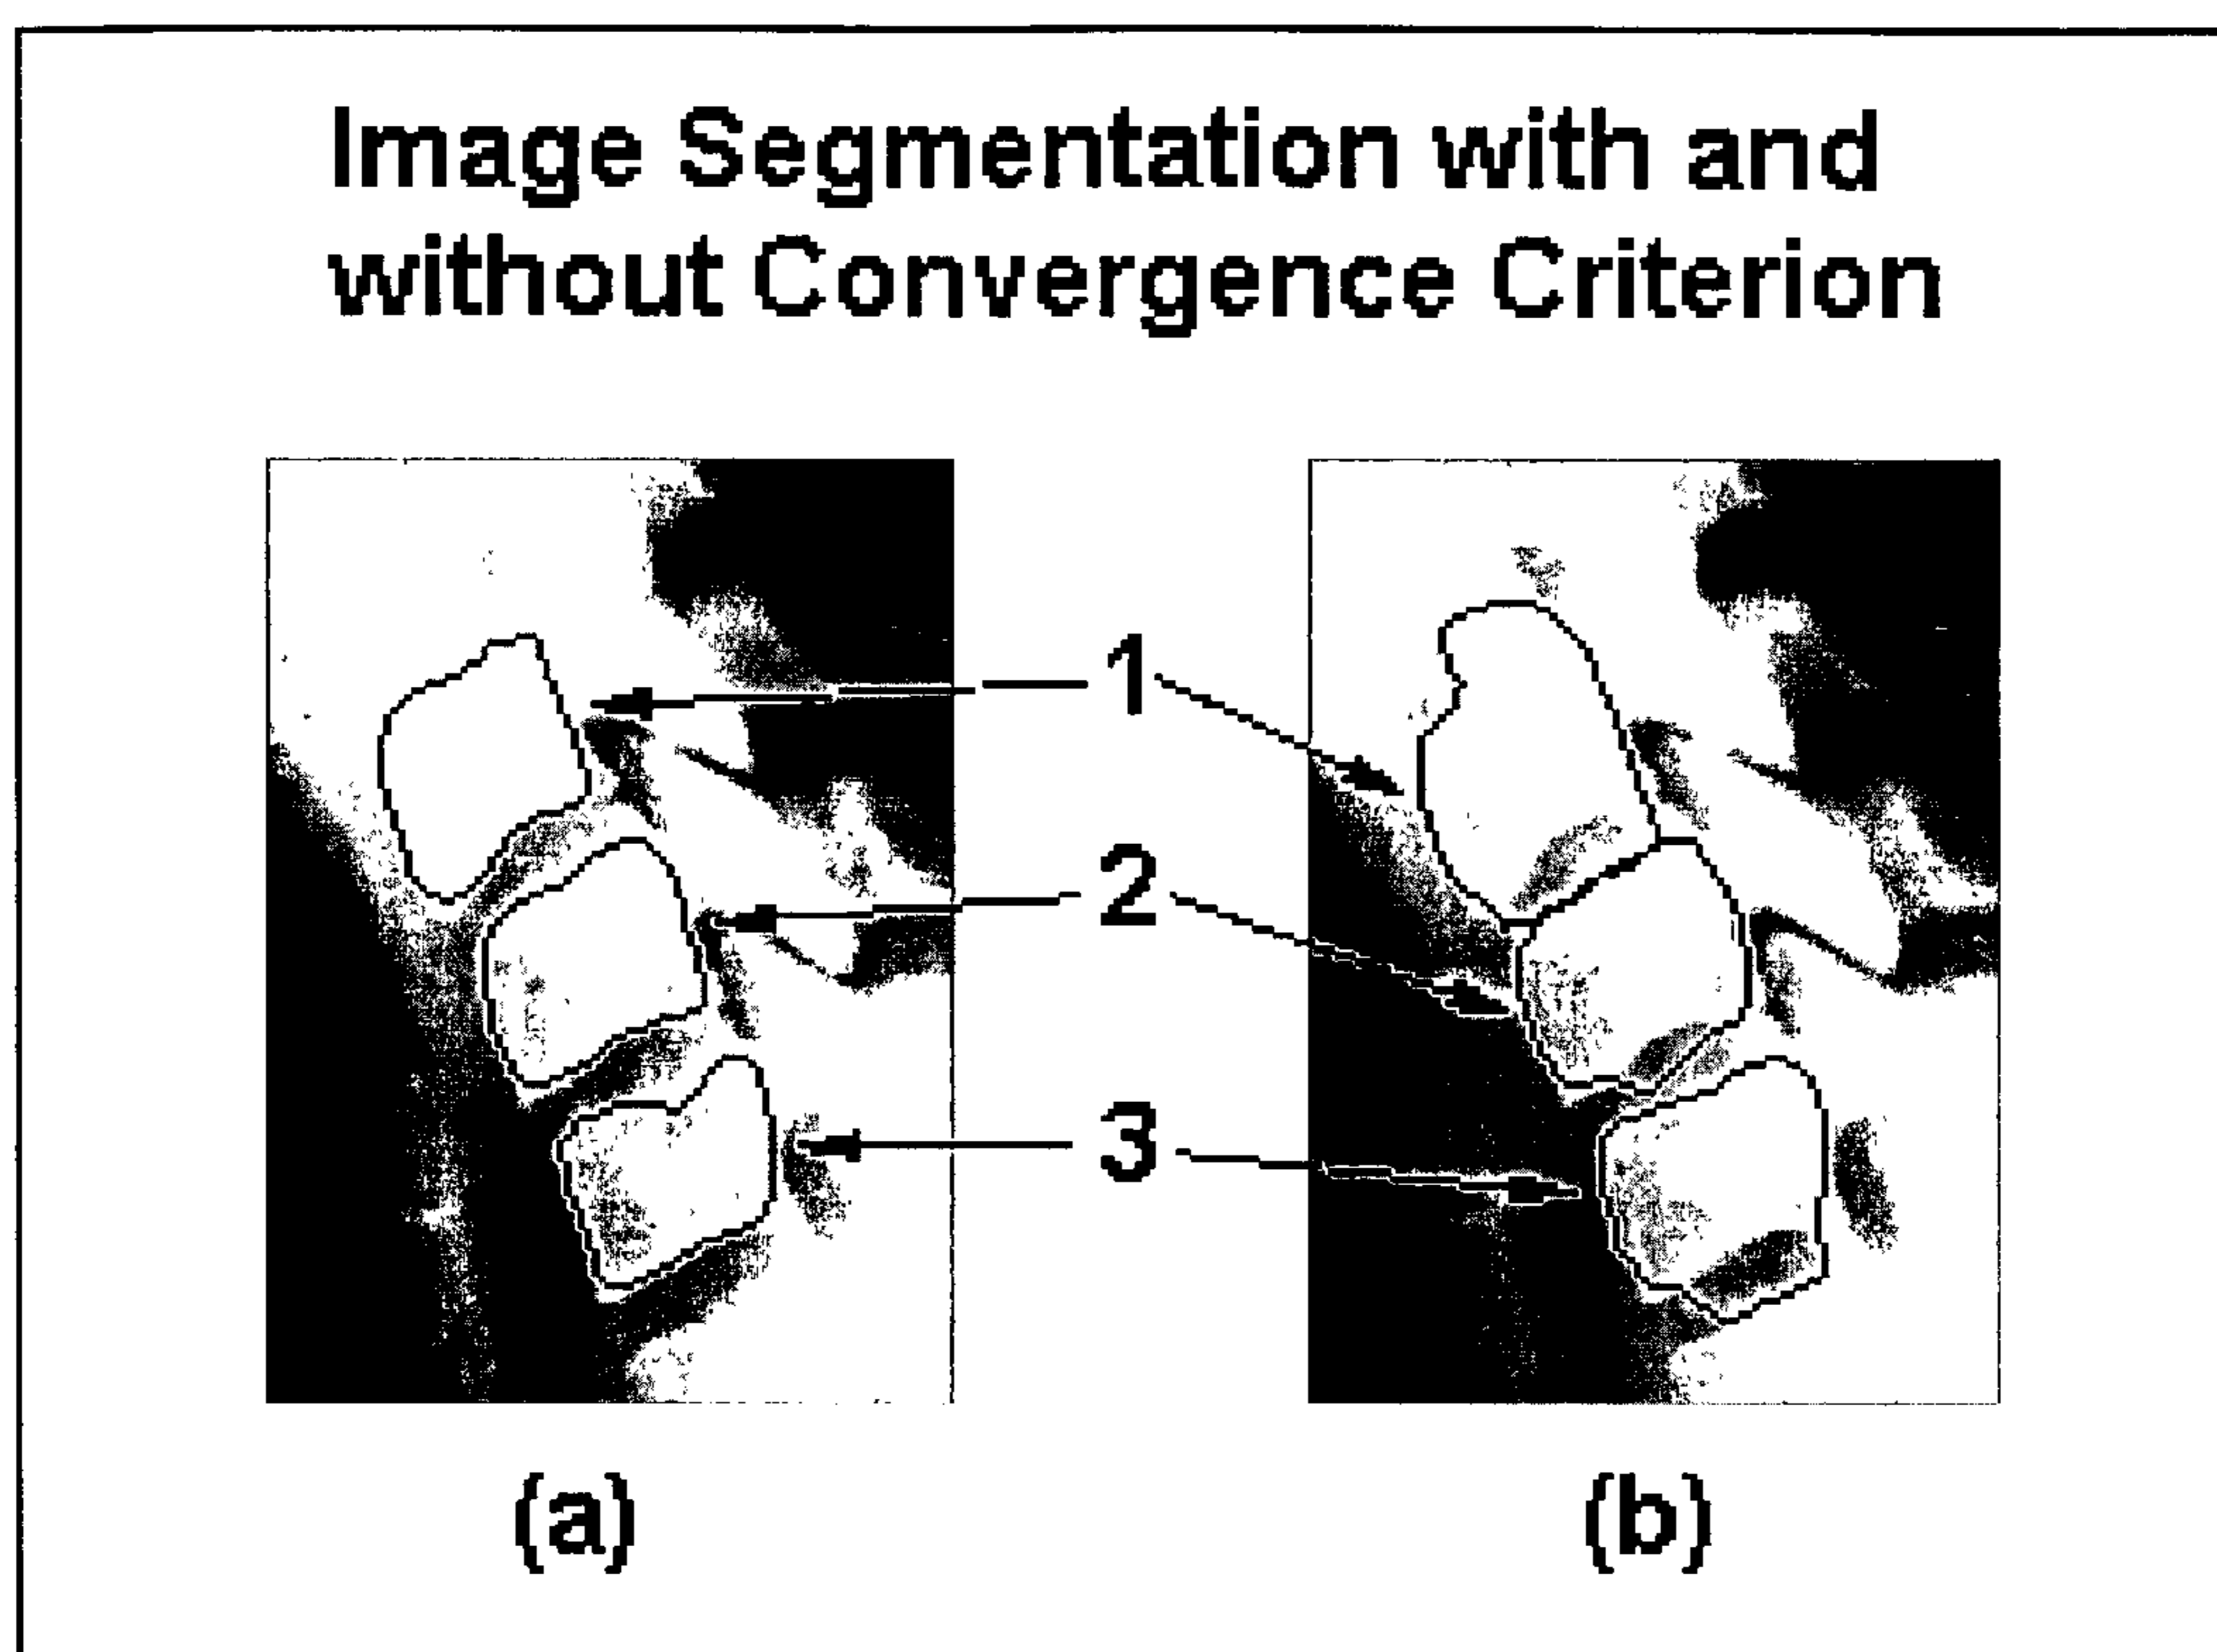 Image Segmentation with and
without Convergence Criterion
1
2
3
(a)
(b)